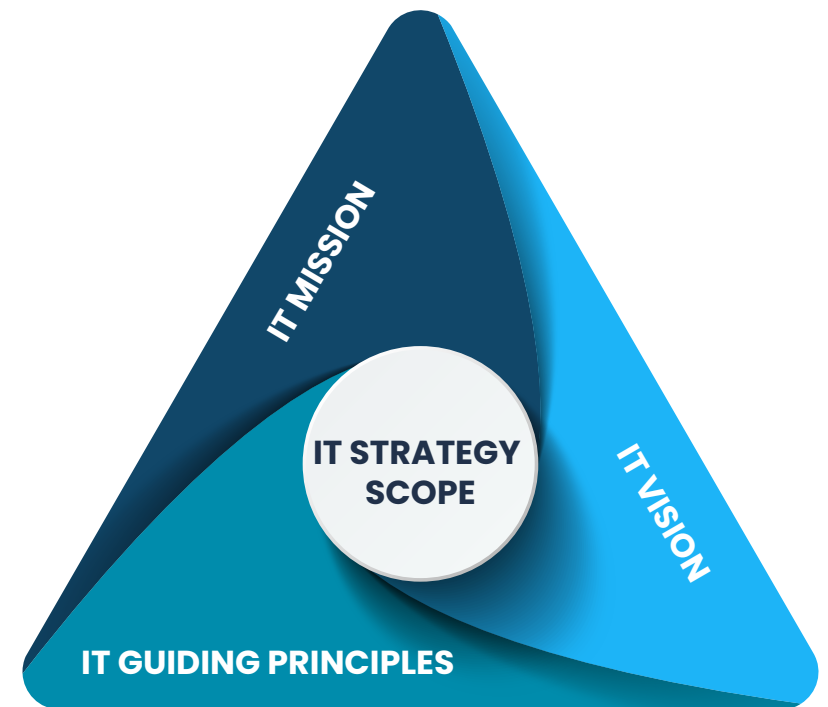 IT MISSION
IT STRATEGY
SCOPE
IT VISION
IT GUIDING PRINCIPLES